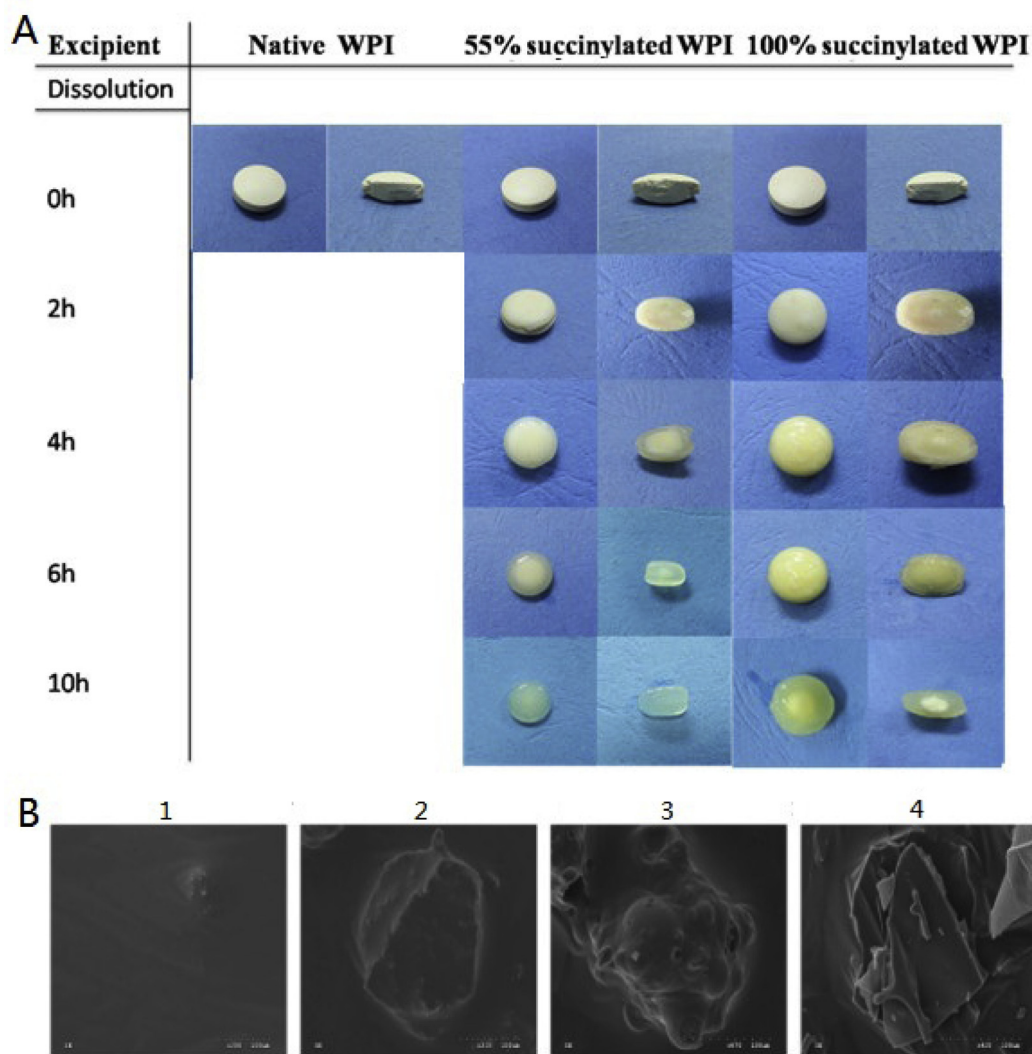 A
Excipient Native WPI 55% succinylated WPI 100% succinylated WPI
Dissolution
0h
2h
4h
6h
10h
B
1 2 3 4